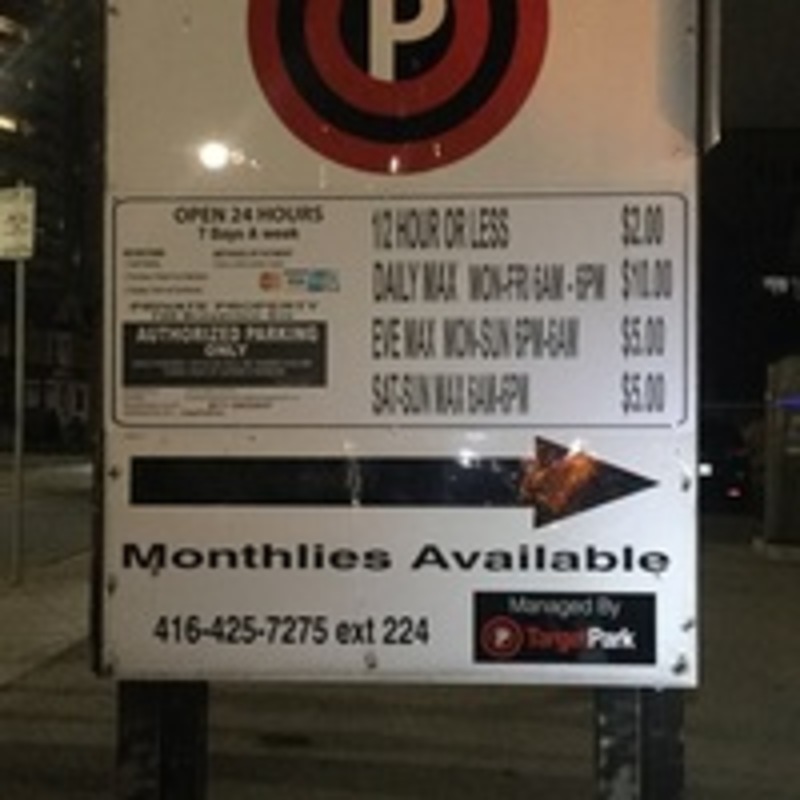 P
OPEN 24 HOURS
7 Days A week
PRIVATE PROPERTY
AUTHORIZED PARKING
ONLY
1/2 HOUR OR LESS $2.00
DAILY MAX MON-FRI 6AM - 6PM $10.00
EVE MAX MON-SUN 6PM-6AM $5.00
SAT-SUN MAX 6AM-6PM $5.00
Monthlies Available
416-425-7275 ext 224
Managed By
P TargetPark